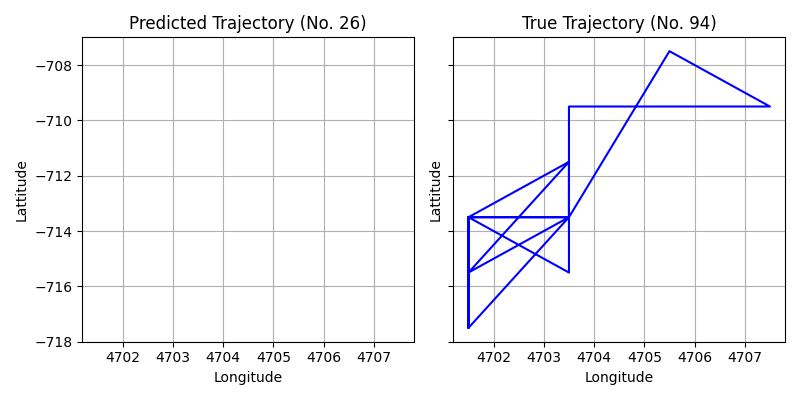 Predicted Trajectory (No. 26)
True Trajectory (No. 94)
Lattitude
−708
−710
−712
−714
−716
−718
4702 4703 4704 4705 4706 4707
Longitude
Lattitude
4702 4703 4704 4705 4706 4707
Longitude